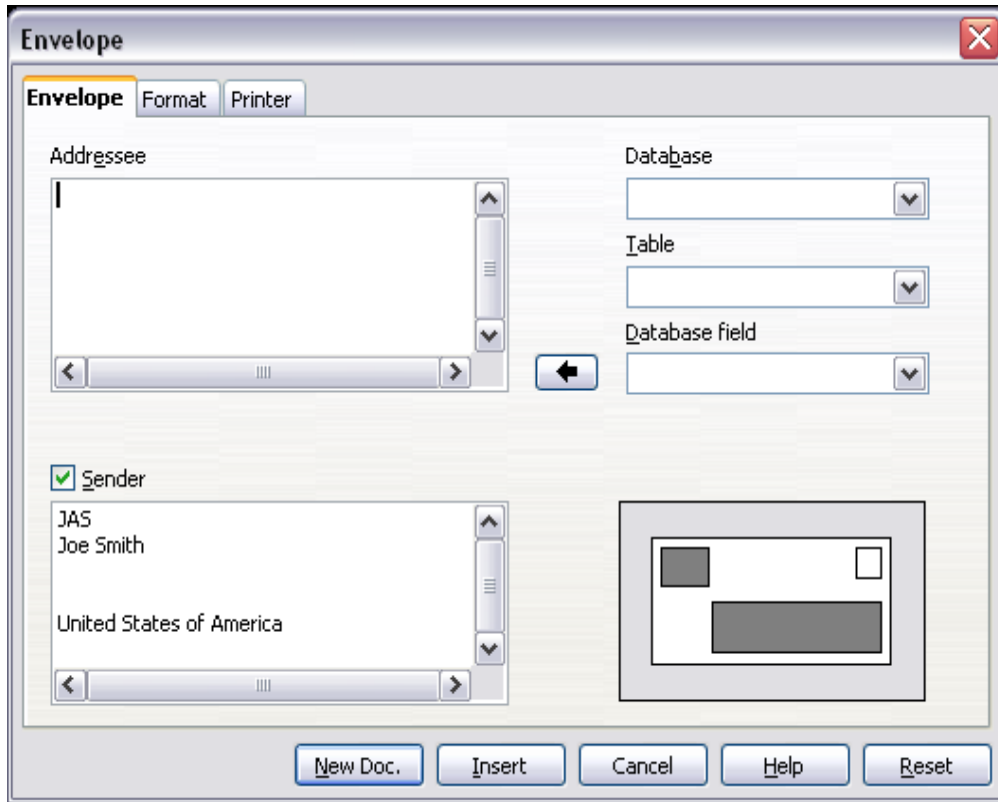 Envelope
Envelope Format Printer
Addressee
Database
Table
Database field
Sender
JAS
Joe Smith
United States of America
New Doc. Insert Cancel Help Reset